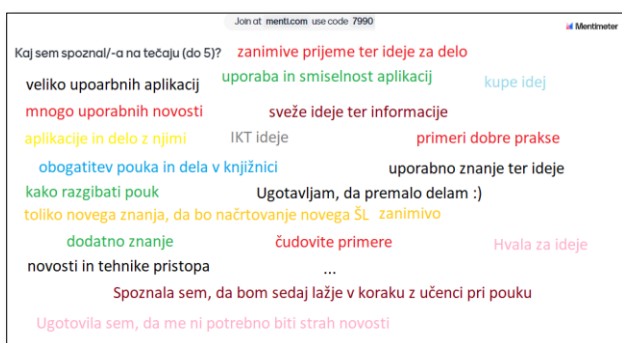 Join at menti.com use code 7990
Mentimeter
Kaj sem spoznal/-a na tečaju (do 5)?
zanimive prijeme ter ideje za delo
veliko upoarbnih aplikacij
uporaba in smiselnost aplikacij
kupe idej
mnogo uporabnih novosti
sveže ideje ter informacije
aplikacije in delo z njimi
IKT ideje
primeri dobre prakse
obogatitev pouka in dela v knjižnici
uporabno znanje ter ideje
kako razgibati pouk
Ugotavljam, da premalo delam :)
toliko novega znanja, da bo načrtovanje novega ŠL zanimivo
dodatno znanje
čudovite primere
Hvala za ideje
novosti in tehnike pristopa
...
Spoznala sem, da bom sedaj lažje v koraku z učenci pri pouku
Ugotovila sem, da me ni potrebno biti strah novosti